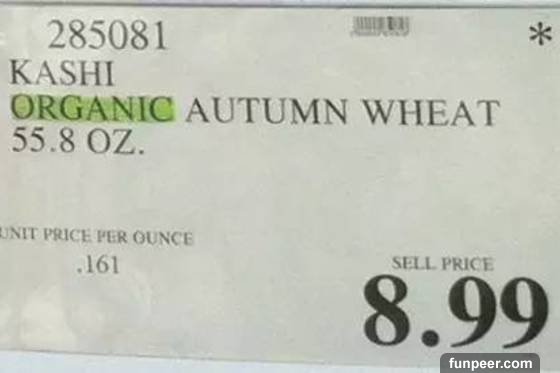 285081
*
KASHI
ORGANIC AUTUMN WHEAT
55.8 OZ.
UNIT PRICE PER OUNCE
.161
SELL PRICE
8.99
funpeer.com